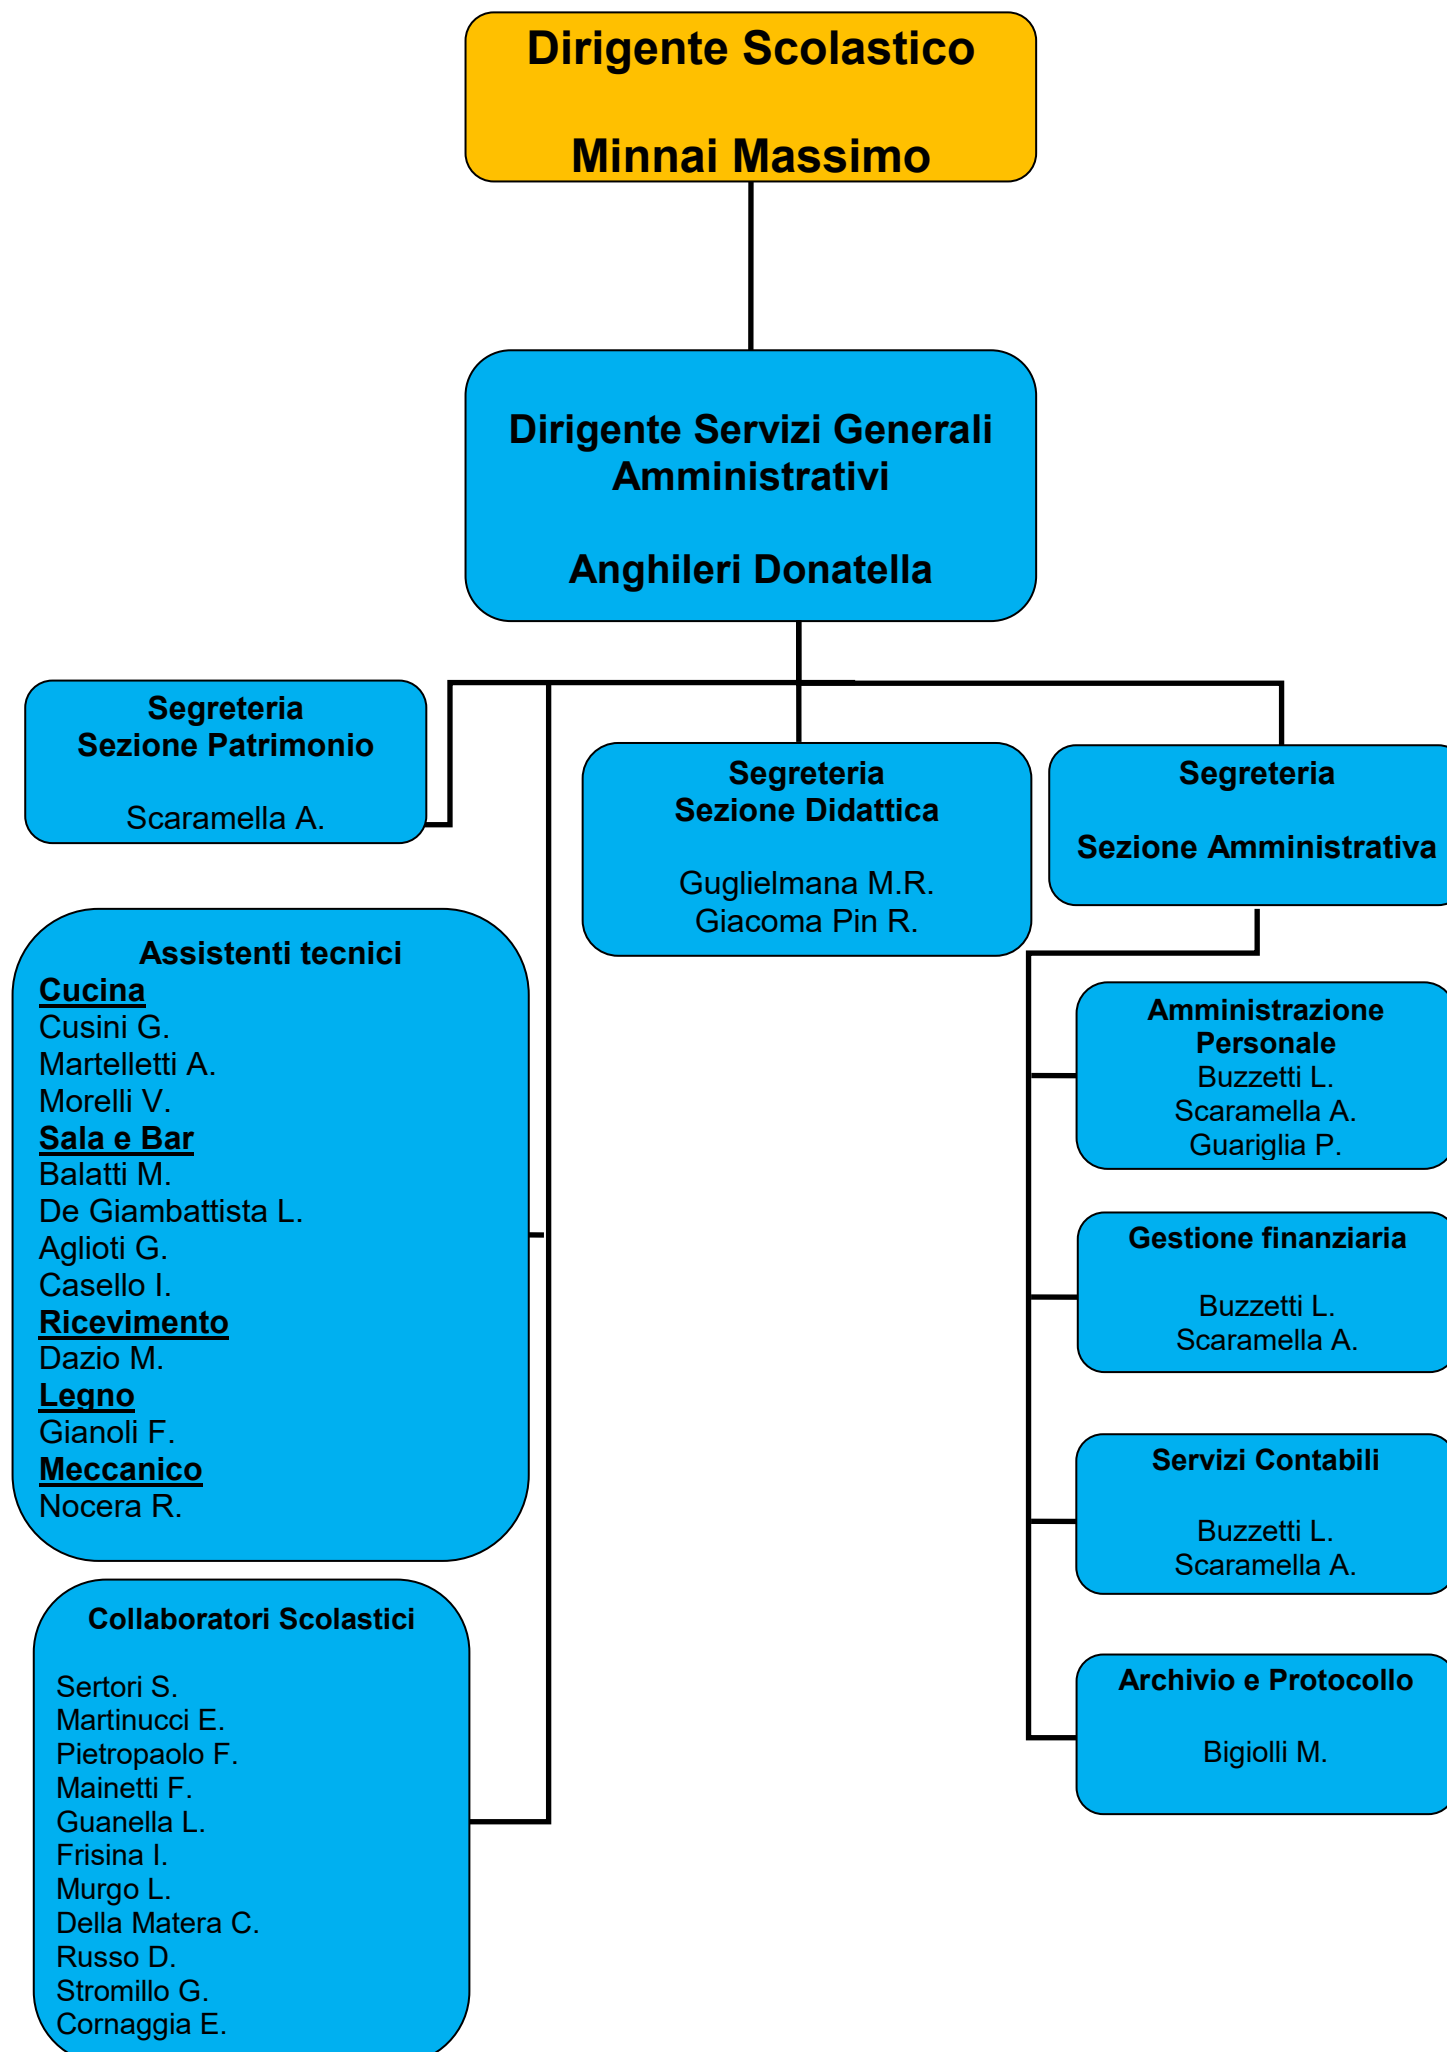 Dirigente Scolastico
Minnai Massimo
Dirigente Servizi Generali
Amministrativi
Anghileri Donatella
Segreteria
Sezione Patrimonio
Scaramella A.
Segreteria
Sezione Didattica
Guglielmana M.R.
Giacoma Pin R.
Segreteria
Sezione Amministrativa
Assistenti tecnici
Cucina
Cusini G.
Martelletti A.
Morelli V.
Sala e Bar
Balatti M.
De Giambattista L.
Aglioti G.
Casello I.
Ricevimento
Dazio M.
Legno
Gianoli F.
Meccanico
Nocera R.
Amministrazione
Personale
Buzzetti L.
Scaramella A.
Guariglia P.
Gestione finanziaria
Buzzetti L.
Scaramella A.
Servizi Contabili
Buzzetti L.
Scaramella A.
Archivio e Protocollo
Bigiolli M.
Collaboratori Scolastici
Sertori S.
Martinucci E.
Pietropaolo F.
Mainetti F.
Guanella L.
Frisina I.
Murgo L.
Della Matera C.
Russo D.
Stromillo G.
Cornaggia E.